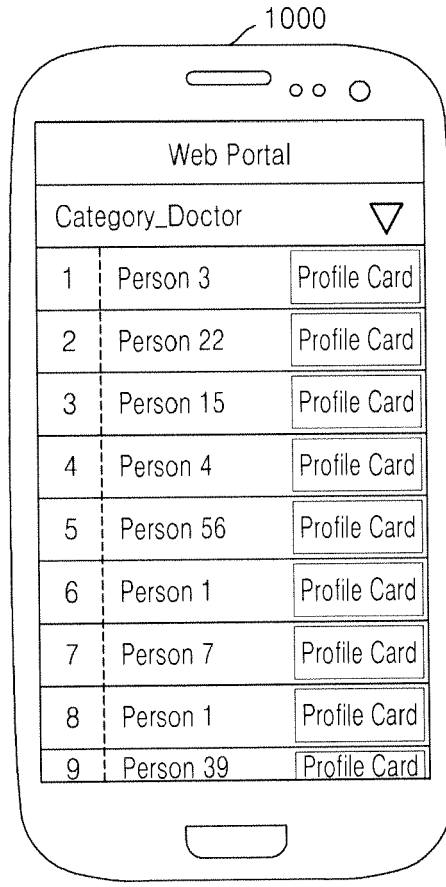 1000
Web Portal
Category_Doctor
1 Person 3 Profile Card
2 Person 22 Profile Card
3 Person 15 Profile Card
4 Person 4 Profile Card
5 Person 56 Profile Card
6 Person 1 Profile Card
7 Person 7 Profile Card
8 Person 1 Profile Card
9 Person 39 Profile Card